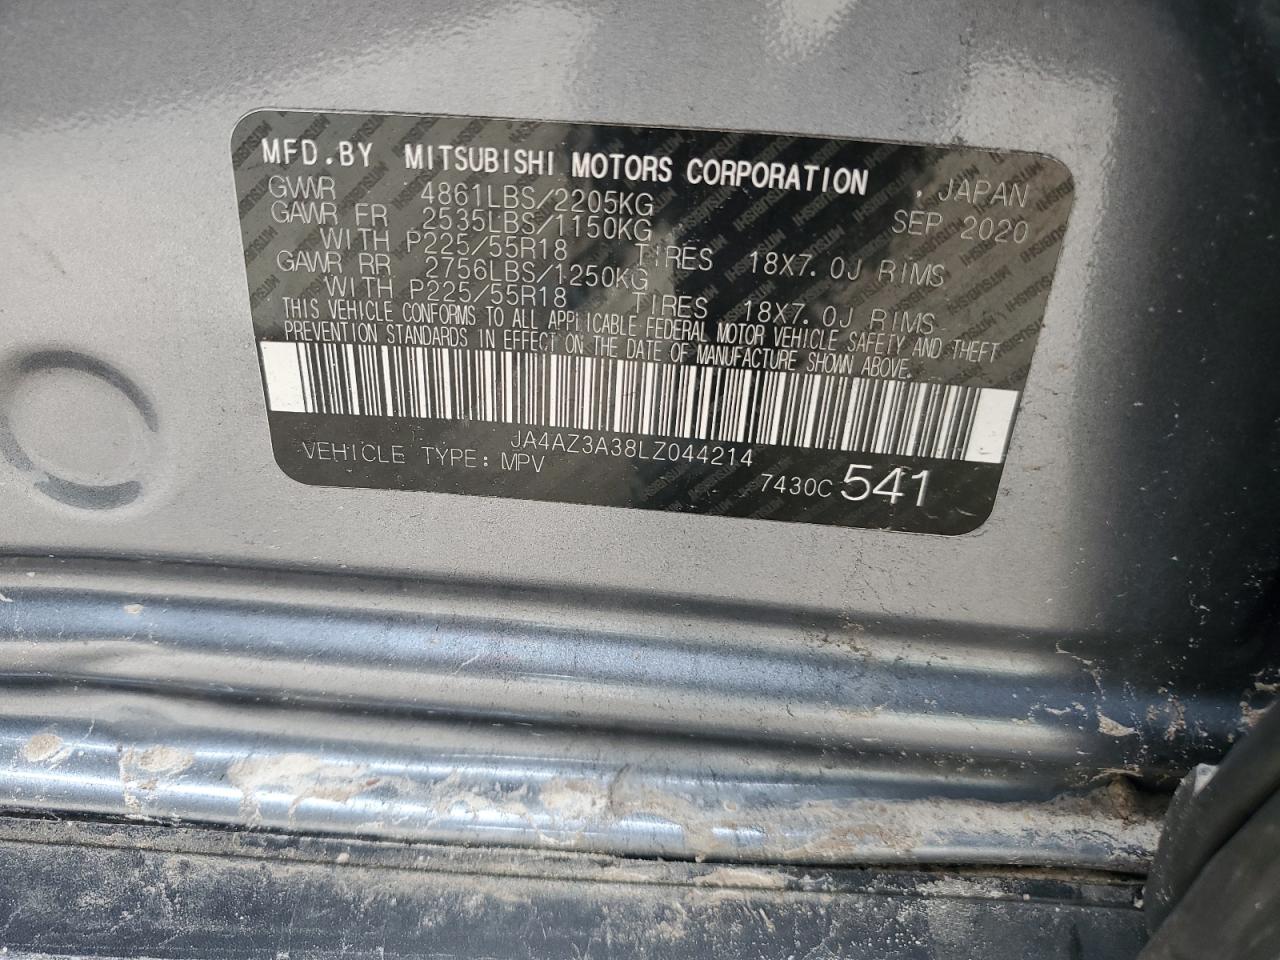 MFD.BY MITSUBISHI MOTORS CORPORATION, JAPAN
GVWR 4861LBS/2205KG SEP 2020
GAWR FR 2535LBS/1150KG
WITH P225/55R18 TIRES 18X7.0J RIMS
GAWR RR 2756LBS/1250KG
WITH P225/55R18 TIRES 18X7.0J RIMS
THIS VEHICLE CONFORMS TO ALL APPLICABLE FEDERAL MOTOR VEHICLE SAFETY AND THEFT
PREVENTION STANDARDS IN EFFECT ON THE DATE OF MANUFACTURE SHOWN ABOVE.
JA4AZ3A38LZ044214
VEHICLE TYPE: MPV
7430C 541